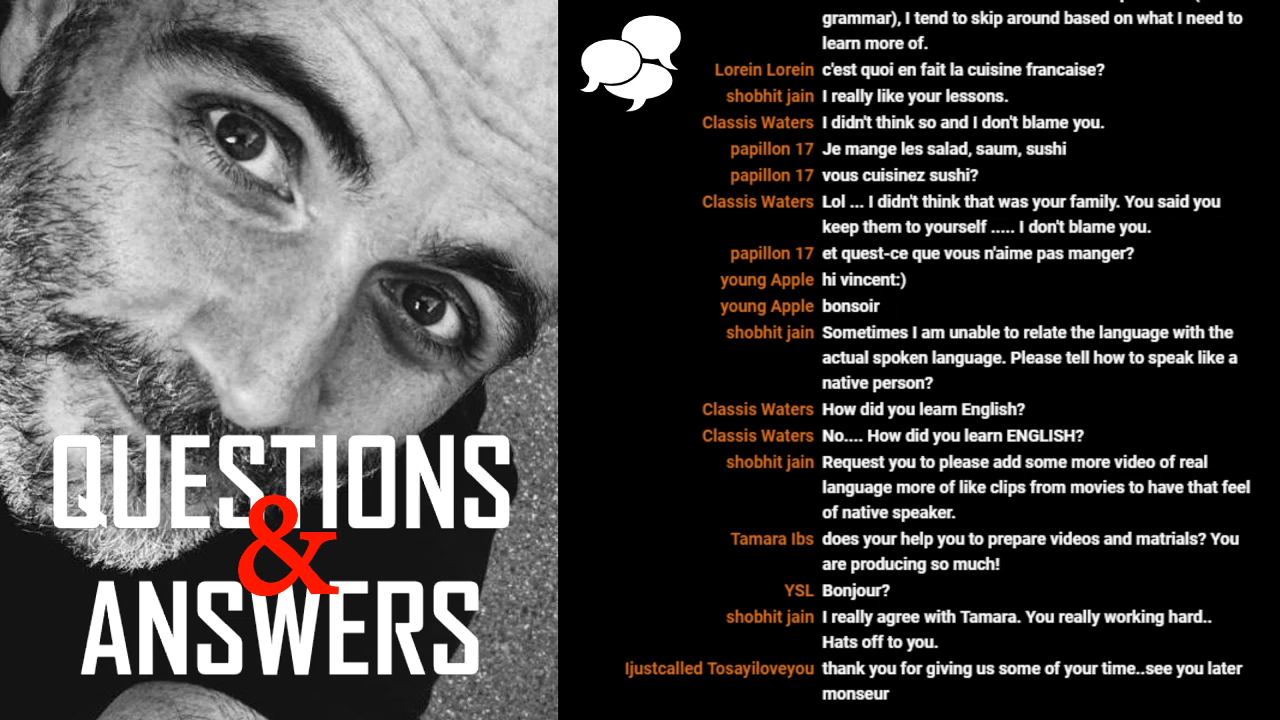 QUESTIONS
&
ANSWERS
grammar), I tend to skip around based on what I need to
learn more of.
Lorein Lorein c'est quoi en fait la cuisine francaise?
shobhit jain I really like your lessons.
Classis Waters I didn't think so and I don't blame you.
papillon 17 Je mange les salad, saum, sushi
papillon 17 vous cuisinez sushi?
Classis Waters Lol ... I didn't think that was your family. You said you
keep them to yourself ..... I don't blame you.
papillon 17 et quest-ce que vous n'aime pas manger?
young Apple hi vincent:)
young Apple bonsoir
shobhit jain Sometimes I am unable to relate the language with the
actual spoken language. Please tell how to speak like a
native person?
Classis Waters How did you learn English?
Classis Waters No.... How did you learn ENGLISH?
shobhit jain Request you to please add some more video of real
language more of like clips from movies to have that feel
of native speaker.
Tamara Ibs does your help you to prepare videos and matrials? You
are producing so much!
YSL Bonjour?
shobhit jain I really agree with Tamara. You really working hard..
Hats off to you.
Ijustcalled Tosayiloveyou thank you for giving us some of your time..see you later
monseur